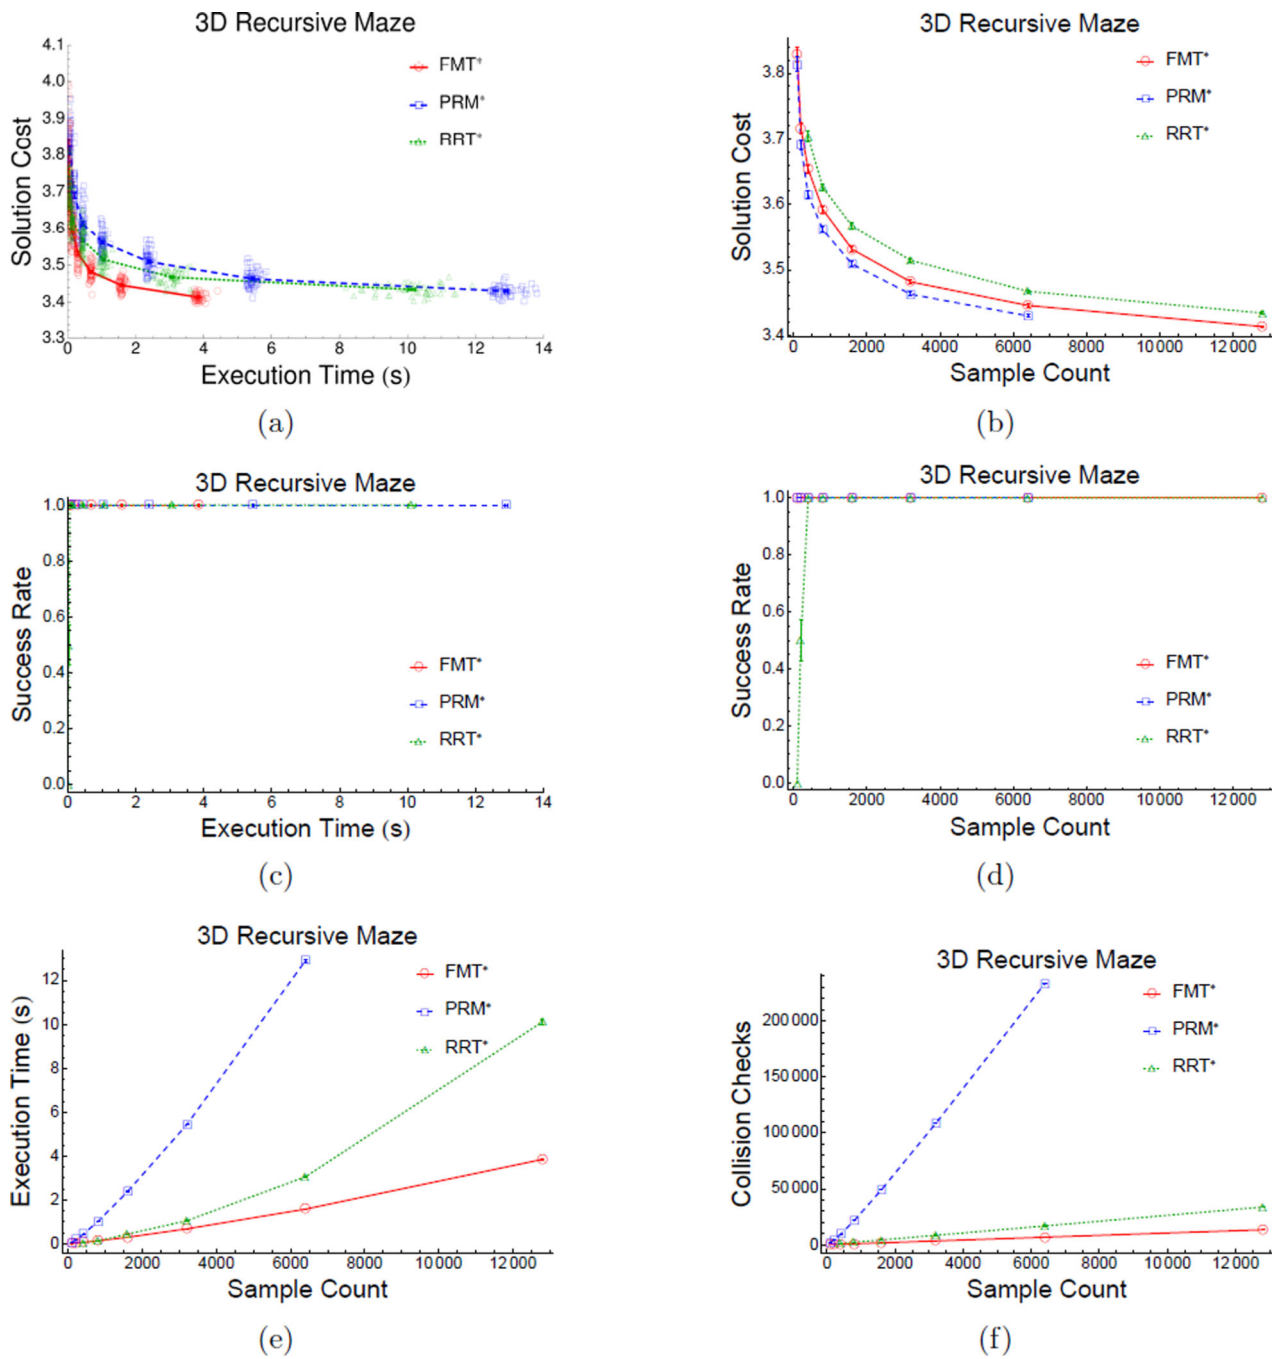 3D Recursive Maze
4.1
4.0
3.9
3.8
3.7
3.6
3.5
3.4
3.3
Solution Cost
FMT*
PRM*
RRT*
0 2 4 6 8 10 12 14
Execution Time (s)
(a)
3D Recursive Maze
3.8
3.7
3.6
3.5
3.4
Solution Cost
FMT*
PRM*
RRT*
0 2000 4000 6000 8000 10000 12000
Sample Count
(b)
3D Recursive Maze
1.0
0.8
0.6
0.4
0.2
0.0
Success Rate
FMT*
PRM*
RRT*
0 2 4 6 8 10 12 14
Execution Time (s)
(c)
3D Recursive Maze
1.0
0.8
0.6
0.4
0.2
0.0
Success Rate
FMT*
PRM*
RRT*
0 2000 4000 6000 8000 10000 12000
Sample Count
(d)
3D Recursive Maze
12
10
8
6
4
2
0
Execution Time (s)
FMT*
PRM*
RRT*
0 2000 4000 6000 8000 10000 12000
Sample Count
(e)
3D Recursive Maze
200000
150000
100000
50000
0
Collision Checks
FMT*
PRM*
RRT*
0 2000 4000 6000 8000 10000 12000
Sample Count
(f)